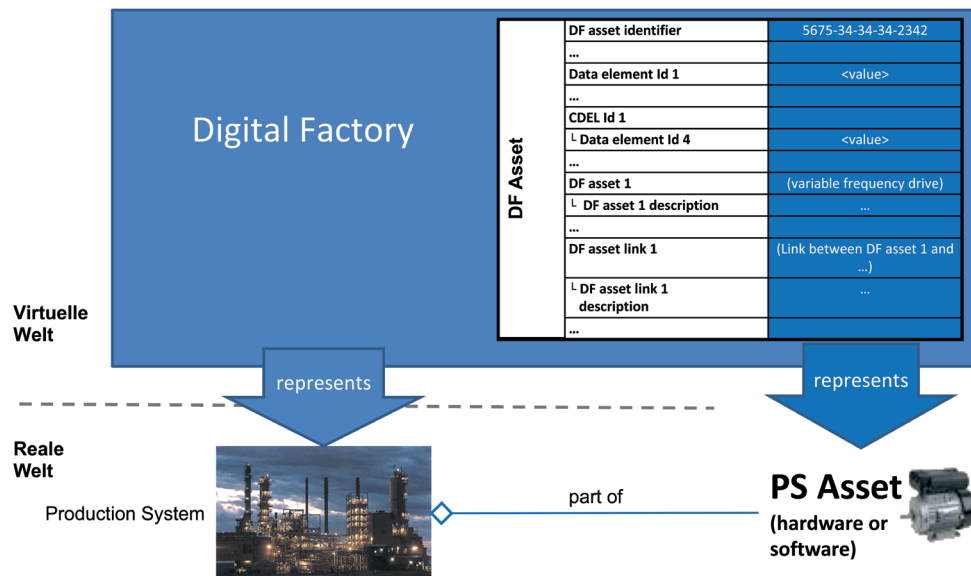 Digital Factory
DF Asset
DF asset identifier 5675-34-34-34-2342
...
Data element Id 1 <value>
...
CDEL Id 1
└ Data element Id 4 <value>
...
DF asset 1 (variable frequency drive)
└ DF asset 1 description ...
...
DF asset link 1 (Link between DF asset 1 and
...)
└ DF asset link 1 ...
description
...
Virtuelle
Welt
represents
represents
Reale
Welt
Production System
part of
PS Asset
(hardware or
software)